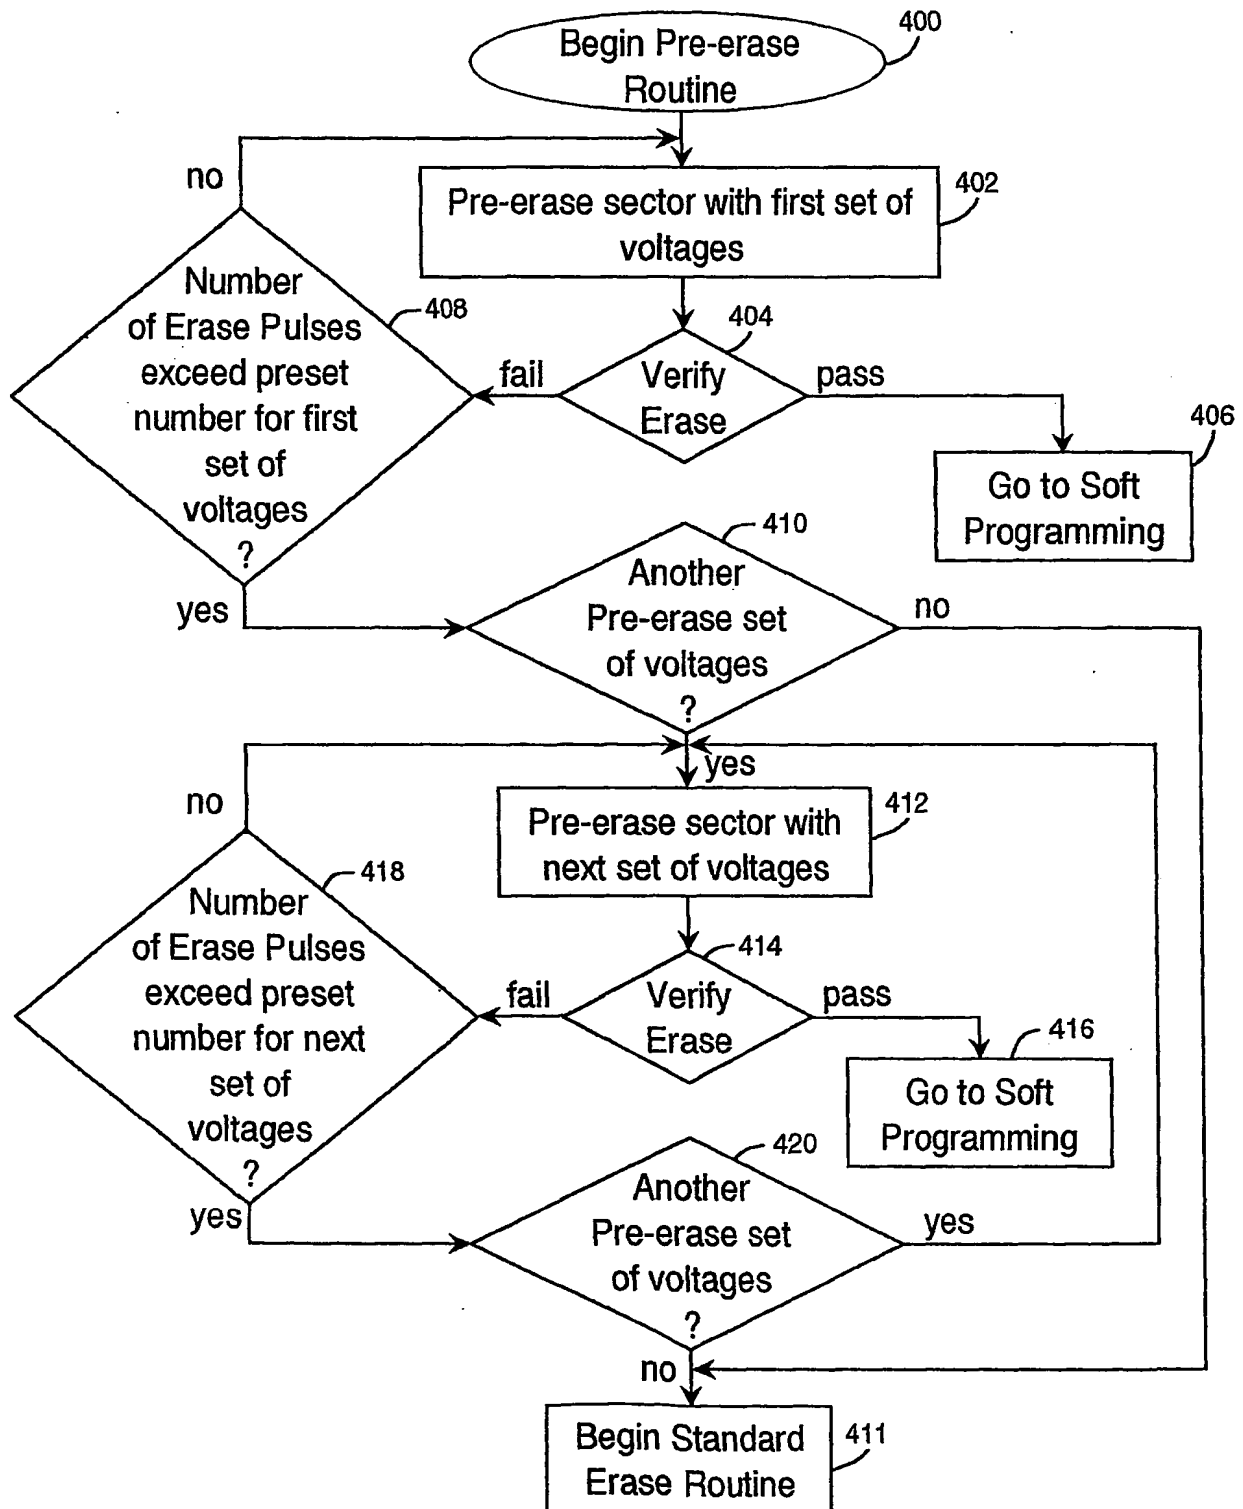 Begin Pre-erase
Routine
400
no
Pre-erase sector with first set of
voltages
402
Number
of Erase Pulses
exceed preset
number for first
set of
voltages
?
408
fail
Verify
Erase
404
pass
406
Go to Soft
Programming
yes
410
Another
Pre-erase set
of voltages
?
no
yes
no
Pre-erase sector with
next set of voltages
412
Number
of Erase Pulses
exceed preset
number for next
set of
voltages
?
418
fail
Verify
Erase
414
pass
416
Go to Soft
Programming
yes
420
Another
Pre-erase set
of voltages
?
yes
no
Begin Standard
Erase Routine
411